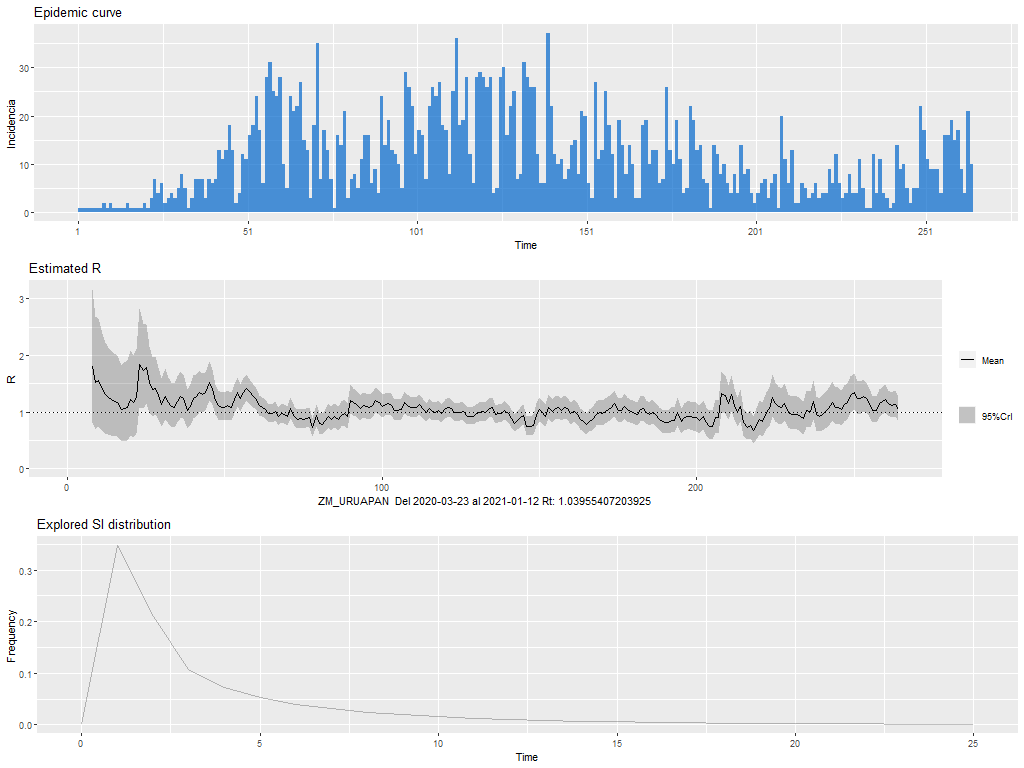 Epidemic curve
Incidencia
30
20
10
0
1
51
101
151
201
251
Time
Estimated R
R
3
2
1
0
0
100
200
ZM_URUAPAN Del 2020-03-23 al 2021-01-12 Rt: 1.03955407203925
Mean
95%CrI
Explored SI distribution
Frequency
0.3
0.2
0.1
0.0
0
5
10
15
20
25
Time